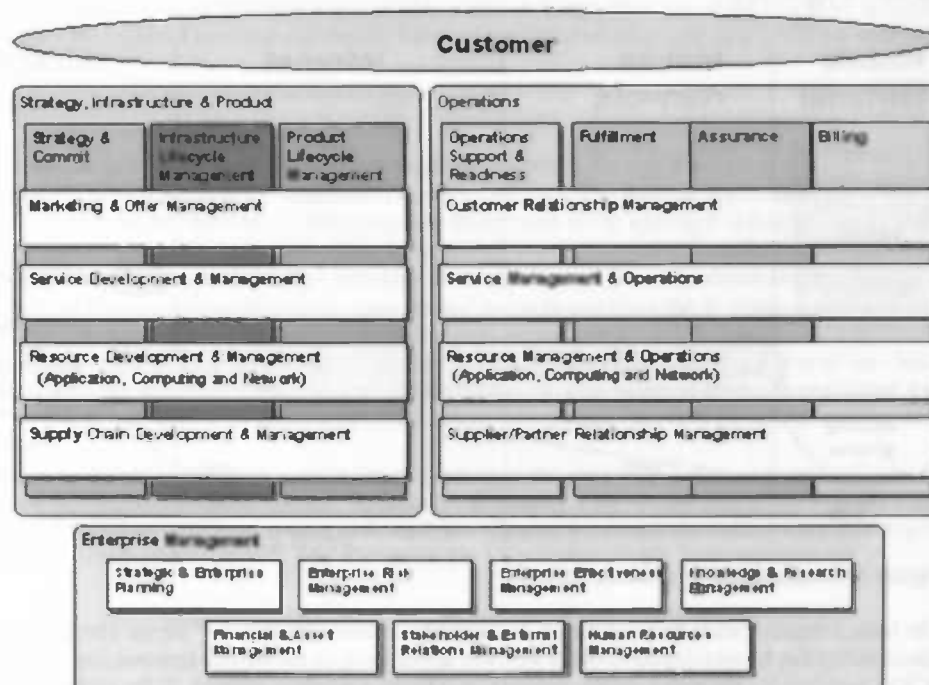 Customer
Strategy, Infrastructure & Product
Strategy &
Commit
Infrastructure
Lifecycle
Management
Product
Lifecycle
Management
Marketing & Offer Management
Service Development & Management
Resource Development & Management
(Application, Computing and Network)
Supply Chain Development & Management
Operations
Operations
Support &
Readiness
Fulfillment
Assurance
Billing
Customer Relationship Management
Service Management & Operations
Resource Management & Operations
(Application, Computing and Network)
Supplier/Partner Relationship Management
Enterprise Management
Strategic & Enterprise
Planning
Enterprise Risk
Management
Enterprise Effectiveness
Management
Knowledge & Research
Management
Financial & Asset
Management
Stakeholder & External
Relations Management
Human Resources
Management